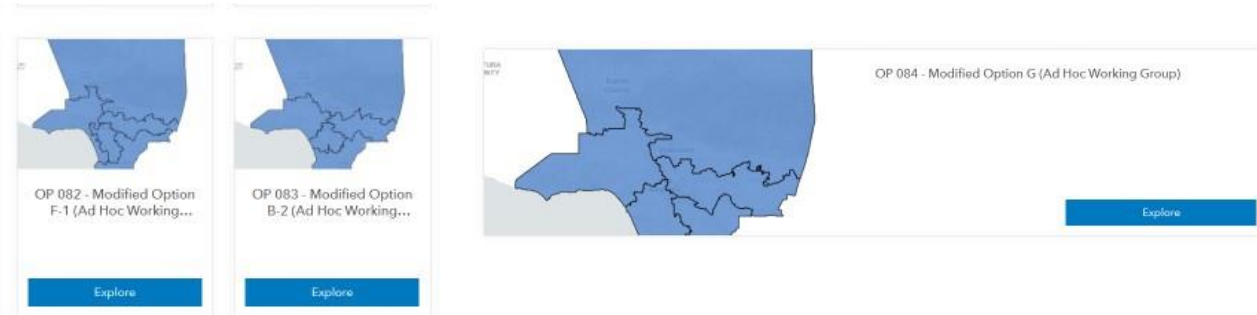 OP 082 - Modified Option
F-1 (Ad Hoc Working...
Explore
OP 083 - Modified Option
B-2 (Ad Hoc Working...
Explore
OP 084 - Modified Option G (Ad Hoc Working Group)
Explore